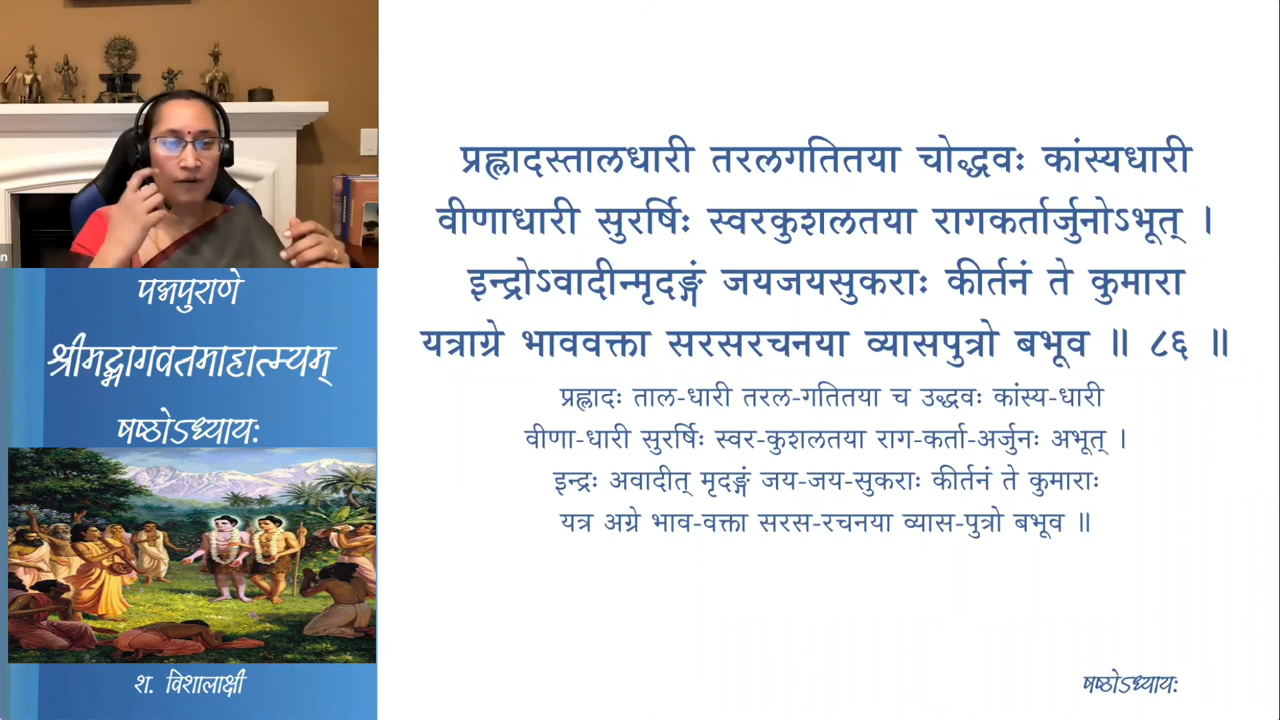 पद्मपुराणे
श्रीमद्भागवतमाहात्म्यम्
षष्ठोऽध्यायः
श. विशालाक्षी
प्रह्लादस्तालधारी तरलगतितया चोद्धवः कांस्यधारी
वीणाधारी सुरर्षिः स्वरकुशलतया रागकर्तार्जुनोऽभूत् ।
इन्द्रोऽवादीन्मृदङ्गं जयजयसुकराः कीर्तनं ते कुमारा
यत्राग्रे भाववक्ता सरसरचनया व्यासपुत्रो बभूव ॥ ८६ ॥
प्रह्लादः ताल-धारी तरल-गतितया च उद्धवः कांस्य-धारी
वीणा-धारी सुरर्षिः स्वर-कुशलतया राग-कर्ता-अर्जुनः अभूत् ।
इन्द्रः अवादीत् मृदङ्गं जय-जय-सुकराः कीर्तनं ते कुमाराः
यत्र अग्रे भाव-वक्ता सरस-रचनया व्यास-पुत्रो बभूव ॥
षष्ठोऽध्यायः